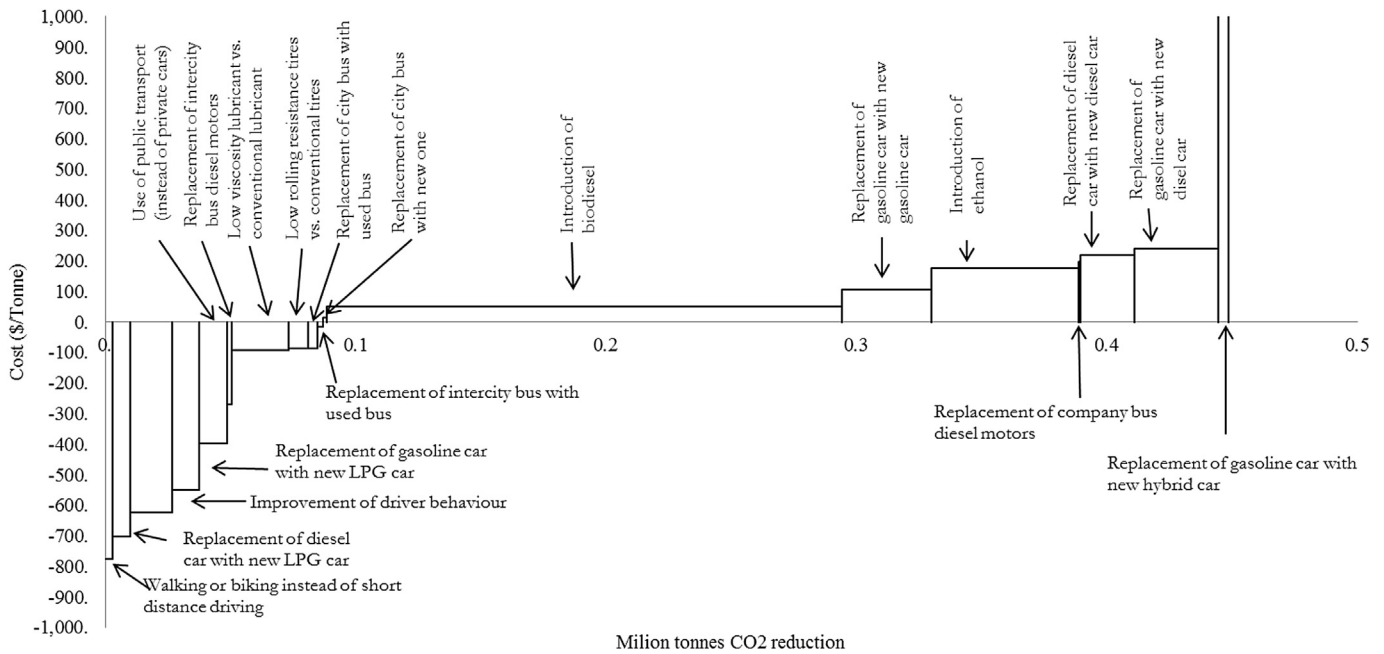 1,000.
900.
800.
700.
600.
500.
400.
300.
200.
100.
0.
-100.
-200.
-300.
-400.
-500.
-600.
-700.
-800.
-900.
-1,000.
Cost ($/Tonne)
0.
0.1
0.2
0.3
0.4
0.5
Milion tonnes CO2 reduction
Use of public transport
(instead of private cars)
Replacement of intercity
bus diesel motors
Low viscosity lubricant vs.
conventional lubricant
Low rolling resistance tires
vs. conventional tires
Replacement of city bus with
used bus
Replacement of city bus
with new one
Introduction of
biodiesel
Replacement of
gasoline car with new
gasoline car
Introduction of
ethanol
Replacement of diesel
car with new diesel car
Replacement of
gasoline car with new
disel car
Replacement of intercity bus with
used bus
Replacement of gasoline car
with new LPG car
Improvement of driver behaviour
Replacement of diesel
car with new LPG car
Walking or biking instead of short
distance driving
Replacement of company bus
diesel motors
Replacement of gasoline car with
new hybrid car